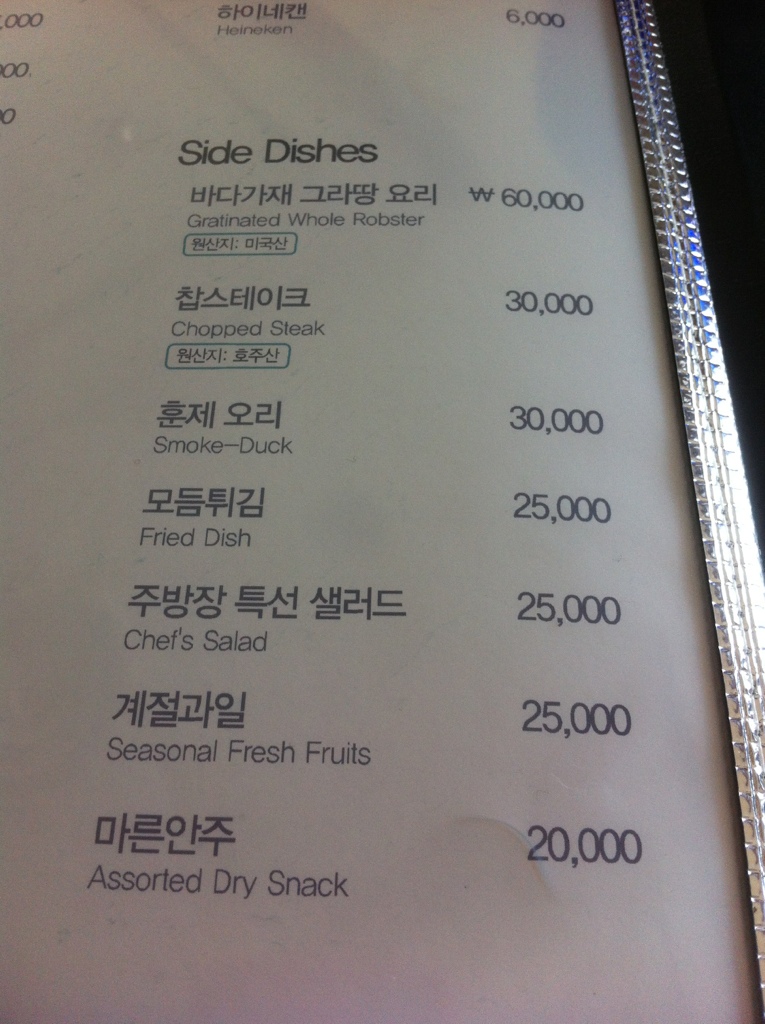 ,000
하이네캔 6,000
Heineken
Side Dishes
바다가재 그라땅 요리 ₩ 60,000
Gratinated Whole Robster
원산지: 미국산
찹스테이크 30,000
Chopped Steak
원산지: 호주산
훈제 오리 30,000
Smoke-Duck
모듬튀김 25,000
Fried Dish
주방장 특선 샐러드 25,000
Chef's Salad
계절과일 25,000
Seasonal Fresh Fruits
마른안주 20,000
Assorted Dry Snack